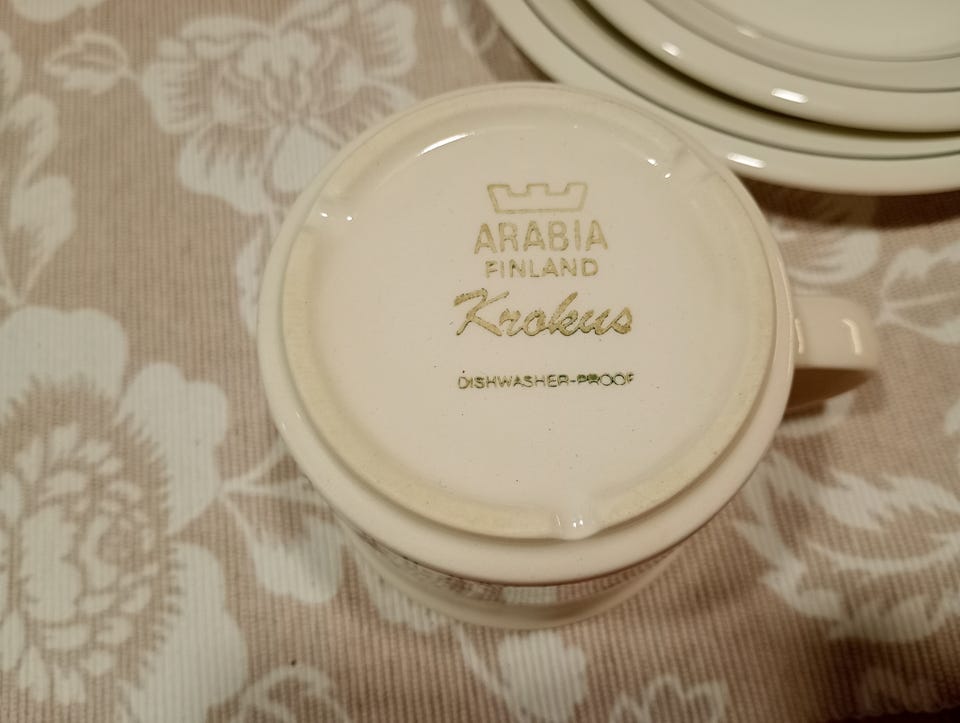 ARABIA
FINLAND
Krokus
DISHWASHER-PROOF